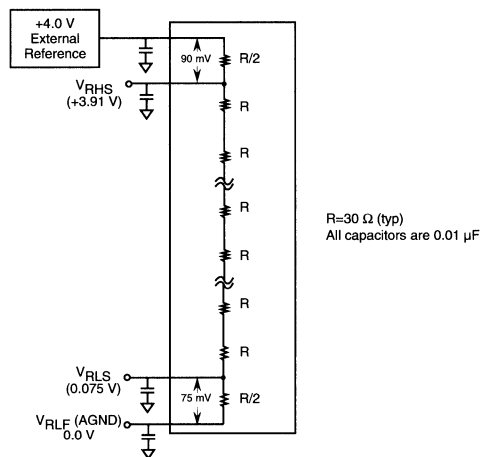 +4.0 V
External
Reference
90 mV
R/2
VRHS
(+3.91 V)
R
R
R
R=30 Ω (typ)
All capacitors are 0.01 µF
R
R
R
VRLS
(0.075 V)
75 mV
R/2
VRLF (AGND)
0.0 V